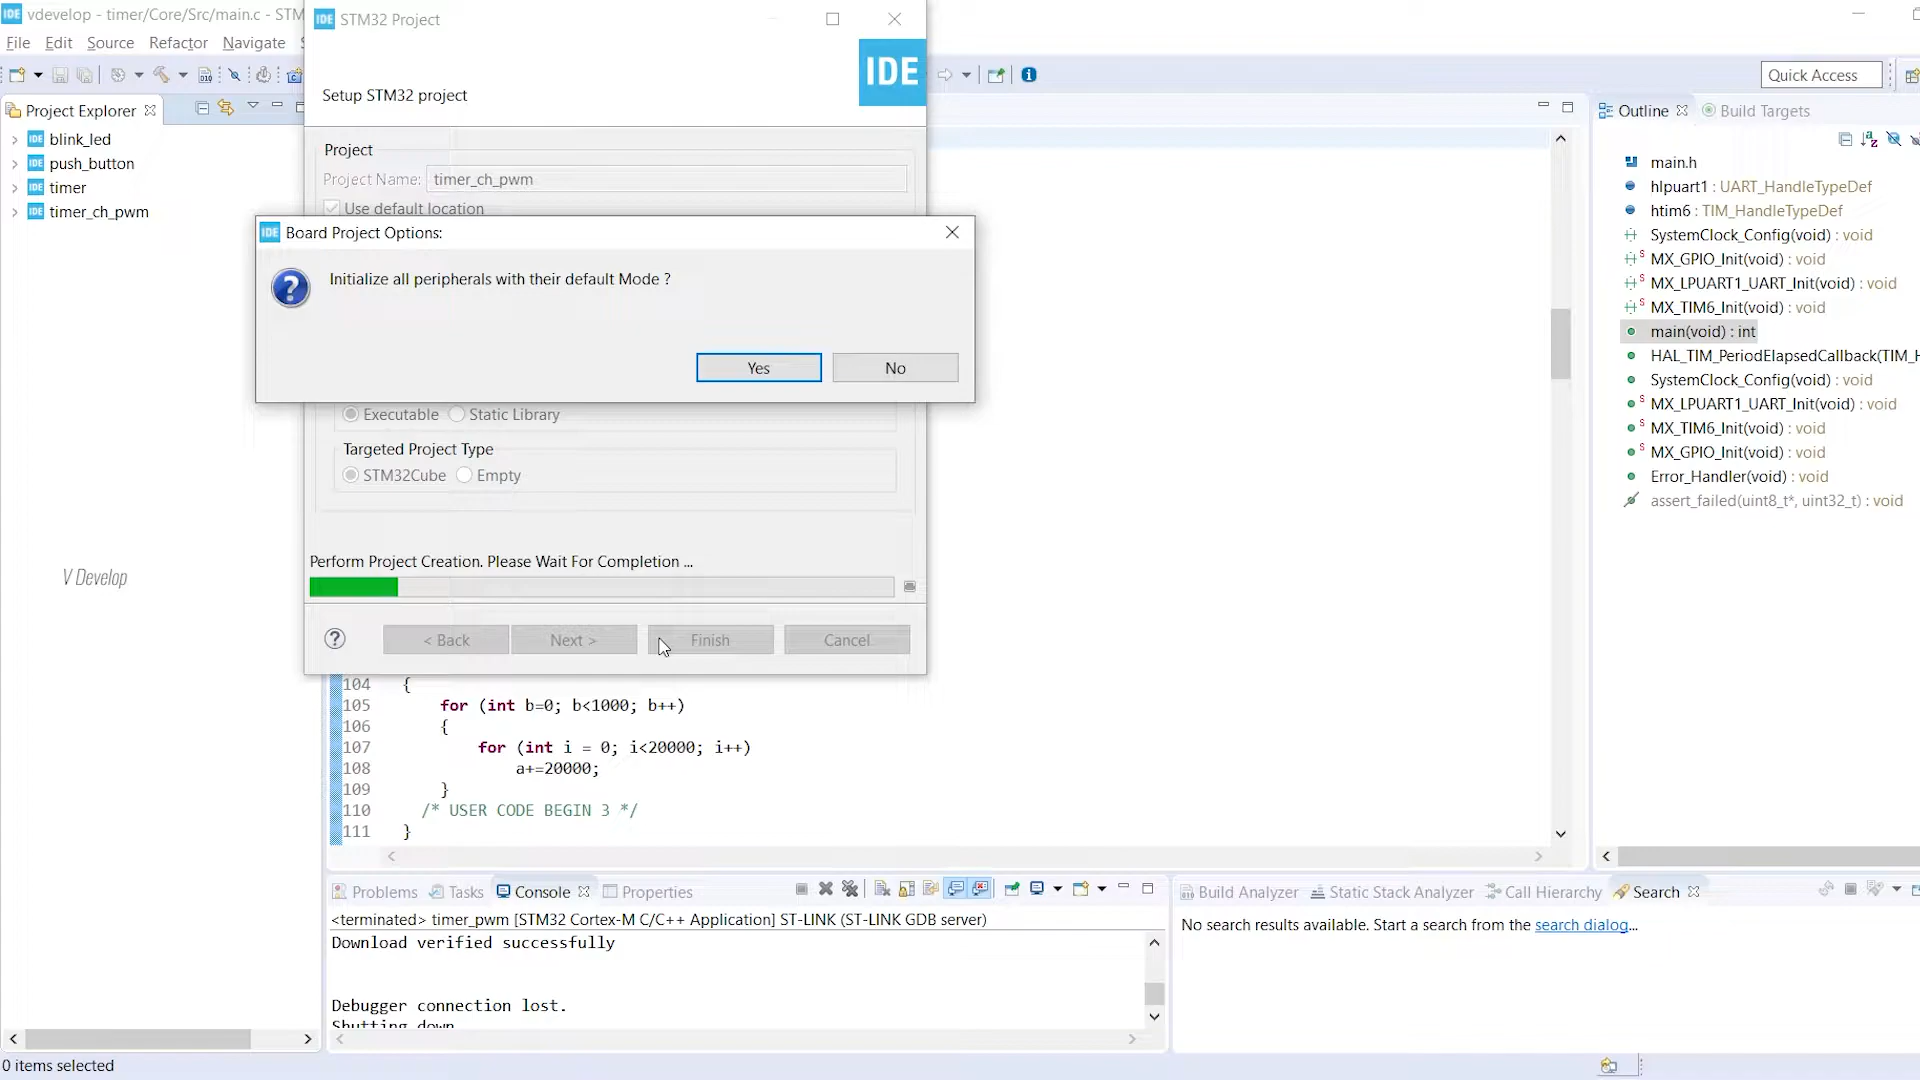 IDE vdevelop - timer/Core/Src/main.c - STM
File Edit Source Refactor Navigate
Quick Access
Project Explorer
IDE blink_led
IDE push_button
IDE timer
IDE timer_ch_pwm
V Develop
IDE STM32 Project
IDE
Setup STM32 project
Project
Project Name: timer_ch_pwm
Use default location
IDE Board Project Options:
Initialize all peripherals with their default Mode ?
Yes No
Executable Static Library
Targeted Project Type
STM32Cube Empty
Perform Project Creation. Please Wait For Completion ...
< Back Next > Finish Cancel
104 {
105 for (int b=0; b<1000; b++)
106 {
107 for (int i = 0; i<20000; i++)
108 a+=20000;
109 }
110 /* USER CODE BEGIN 3 */
111 }
Outline Build Targets
main.h
hlpuart1 : UART_HandleTypeDef
htim6 : TIM_HandleTypeDef
SystemClock_Config(void) : void
MX_GPIO_Init(void) : void
MX_LPUART1_UART_Init(void) : void
MX_TIM6_Init(void) : void
main(void) : int
HAL_TIM_PeriodElapsedCallback(TIM_H
SystemClock_Config(void) : void
MX_LPUART1_UART_Init(void) : void
MX_TIM6_Init(void) : void
MX_GPIO_Init(void) : void
Error_Handler(void) : void
assert_failed(uint8_t*, uint32_t) : void
Problems Tasks Console Properties
<terminated> timer_pwm [STM32 Cortex-M C/C++ Application] ST-LINK (ST-LINK GDB server)
Download verified successfully
Debugger connection lost.
Shutting down
Build Analyzer Static Stack Analyzer Call Hierarchy Search
No search results available. Start a search from the search dialog...
0 items selected